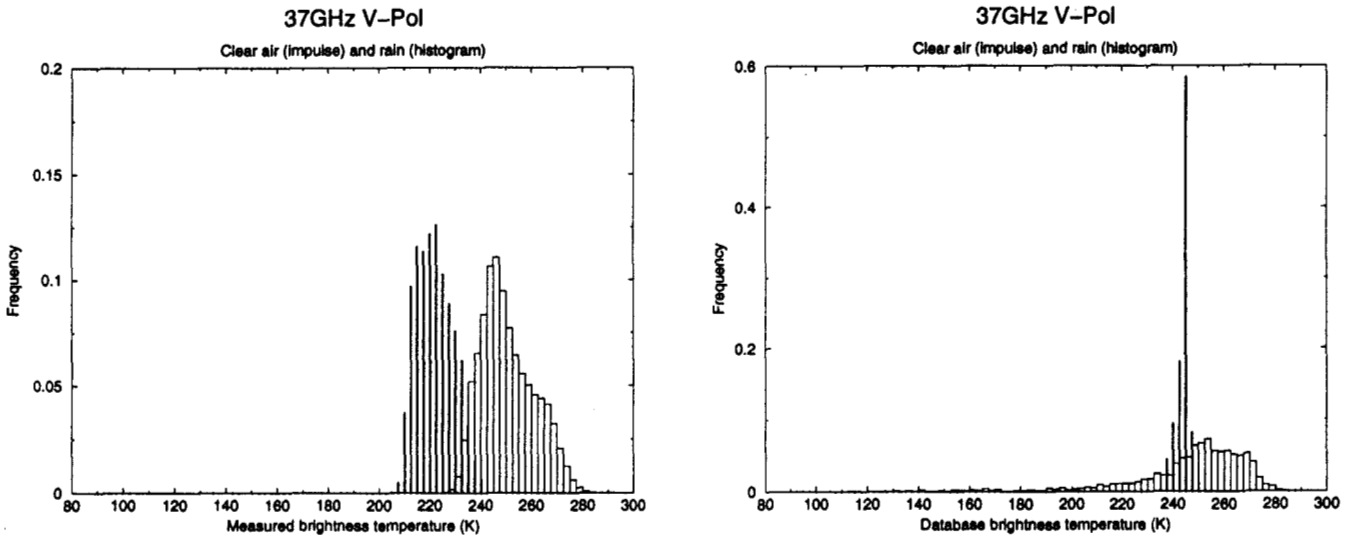 37GHz V–Pol
Clear air (impulse) and rain (histogram)
0.2
0.15
0.1
0.05
0
Frequency
80 100 120 140 160 180 200 220 240 260 280 300
Measured brightness temperature (K)
37GHz V–Pol
Clear air (impulse) and rain (histogram)
0.6
0.4
0.2
0
Frequency
80 100 120 140 160 180 200 220 240 260 280 300
Database brightness temperature (K)